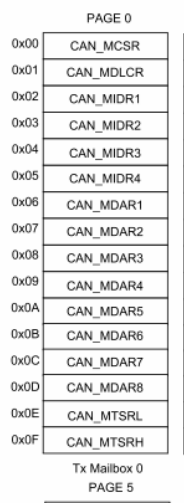 PAGE 0
0x00 CAN_MCSR
0x01 CAN_MDLCR
0x02 CAN_MIDR1
0x03 CAN_MIDR2
0x04 CAN_MIDR3
0x05 CAN_MIDR4
0x06 CAN_MDAR1
0x07 CAN_MDAR2
0x08 CAN_MDAR3
0x09 CAN_MDAR4
0x0A CAN_MDAR5
0x0B CAN_MDAR6
0x0C CAN_MDAR7
0x0D CAN_MDAR8
0x0E CAN_MTSRL
0x0F CAN_MTSRH
Tx Mailbox 0
PAGE 5